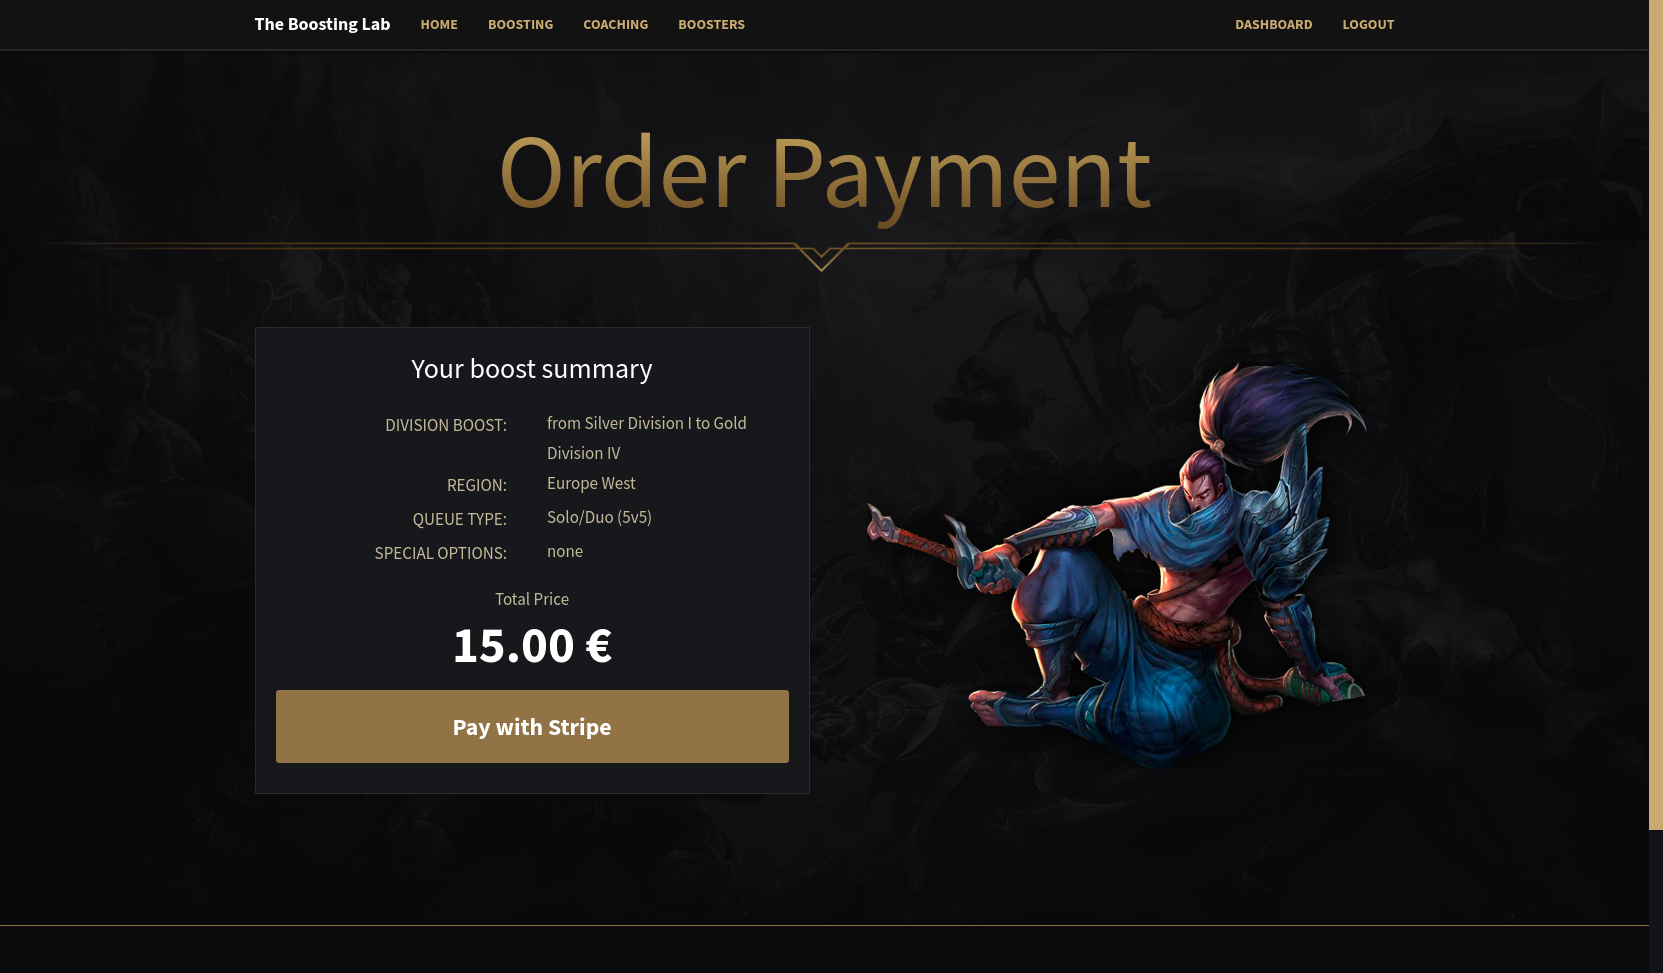 The Boosting Lab HOME BOOSTING COACHING BOOSTERS DASHBOARD LOGOUT
Order Payment
Your boost summary
DIVISION BOOST: from Silver Division I to Gold
Division IV
REGION: Europe West
QUEUE TYPE: Solo/Duo (5v5)
SPECIAL OPTIONS: none
Total Price
15.00 €
Pay with Stripe